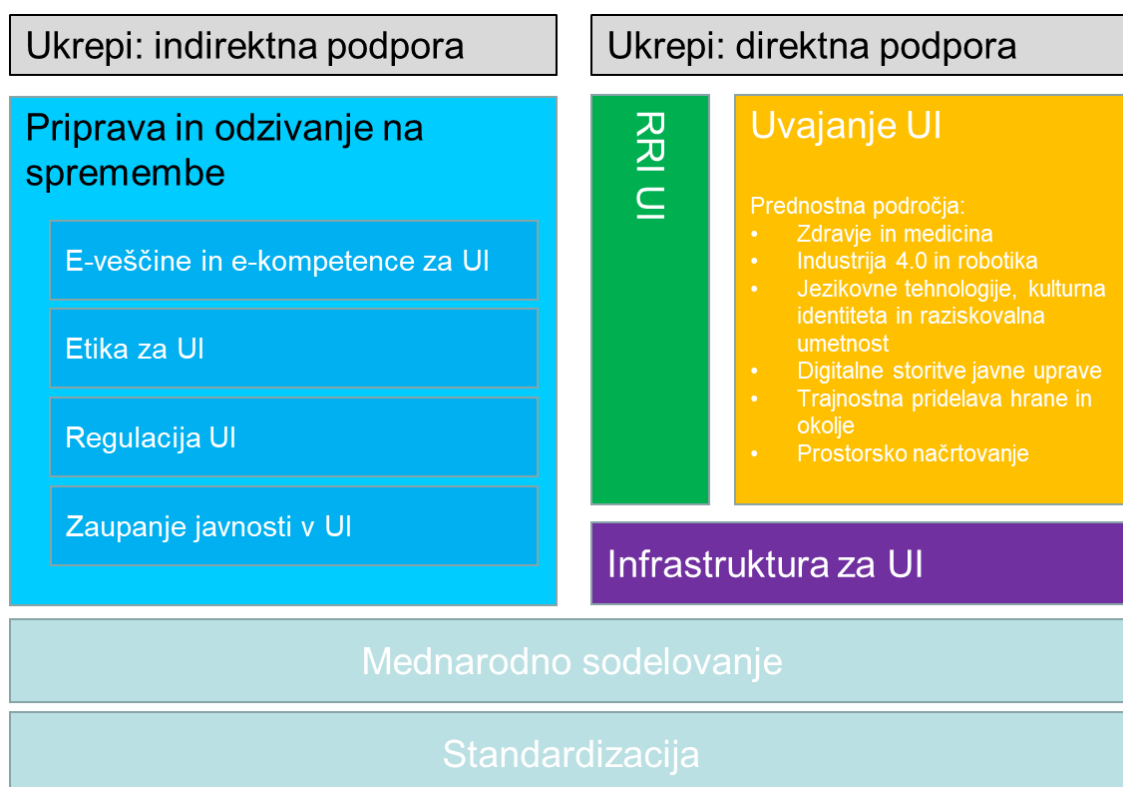 Ukrepi: indirektna podpora
Ukrepi: direktna podpora
Priprava in odzivanje na
spremembe
E-veščine in e-kompetence za UI
Etika za UI
Regulacija UI
Zaupanje javnosti v UI
RRI UI
Uvajanje UI
Prednostna področja:
• Zdravje in medicina
• Industrija 4.0 in robotika
• Jezikovne tehnologije, kulturna
identiteta in raziskovalna
umetnost
• Digitalne storitve javne uprave
• Trajnostna pridelava hrane in
okolje
• Prostorsko načrtovanje
Infrastruktura za UI
Mednarodno sodelovanje
Standardizacija